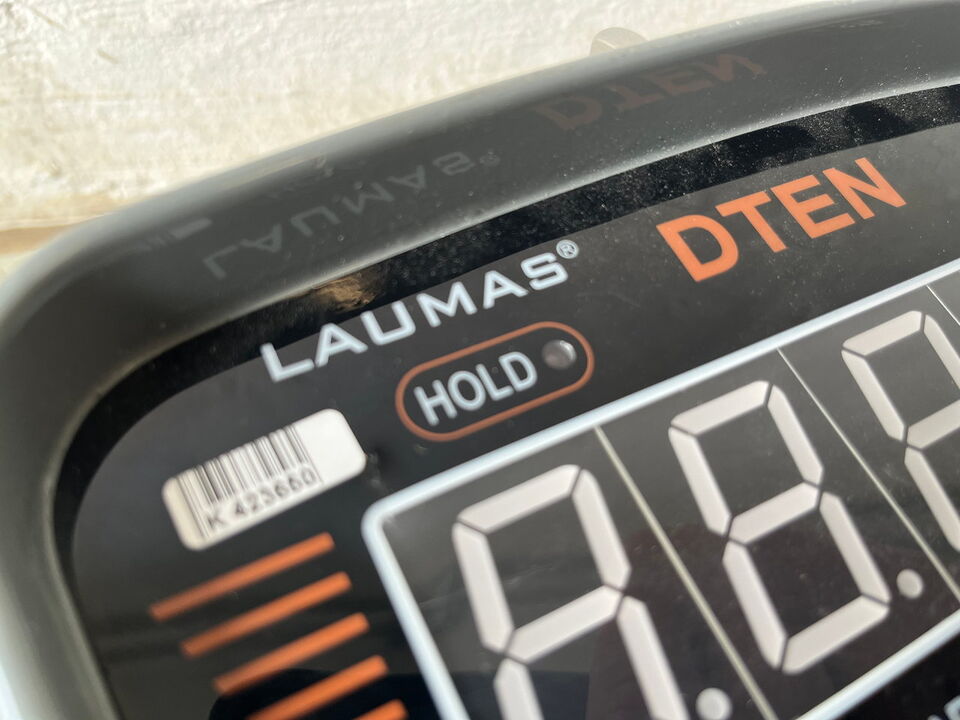 LAUMAS®
DTEN
HOLD
K 423660